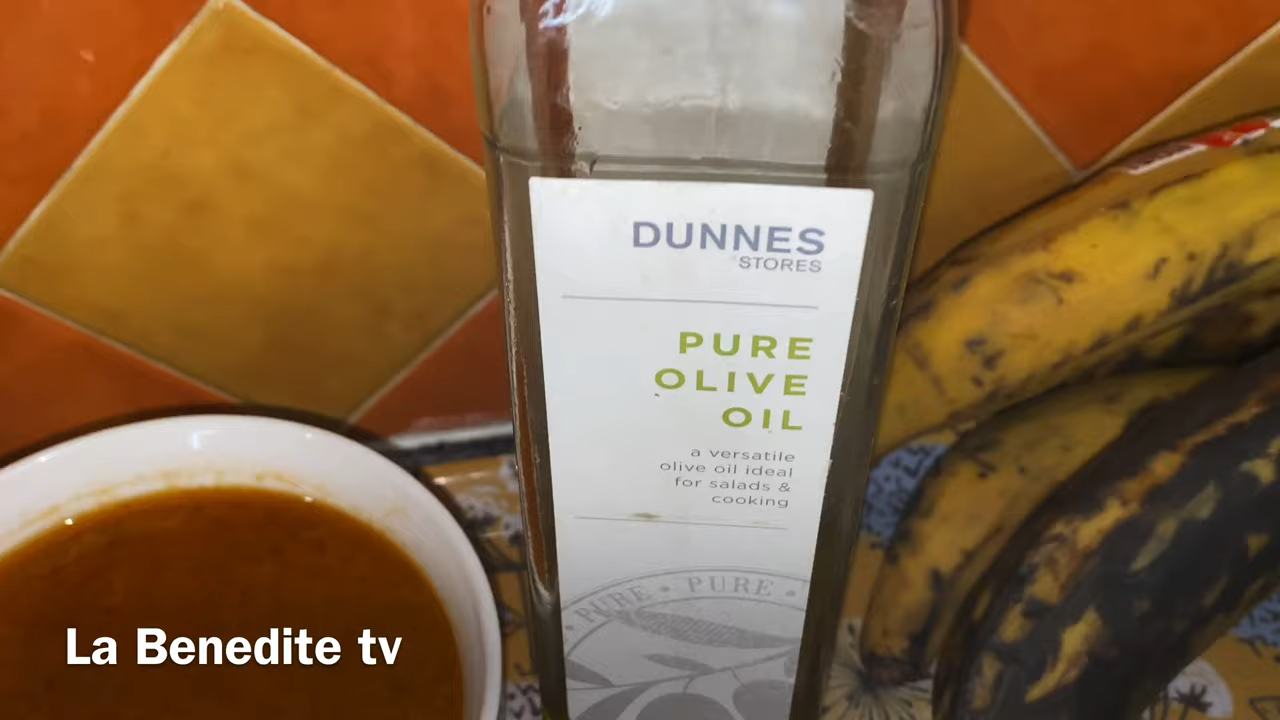 DUNNES
STORES
PURE
OLIVE
OIL
a versatile
olive oil ideal
for salads &
cooking
• PURE • PURE •
La Benedite tv